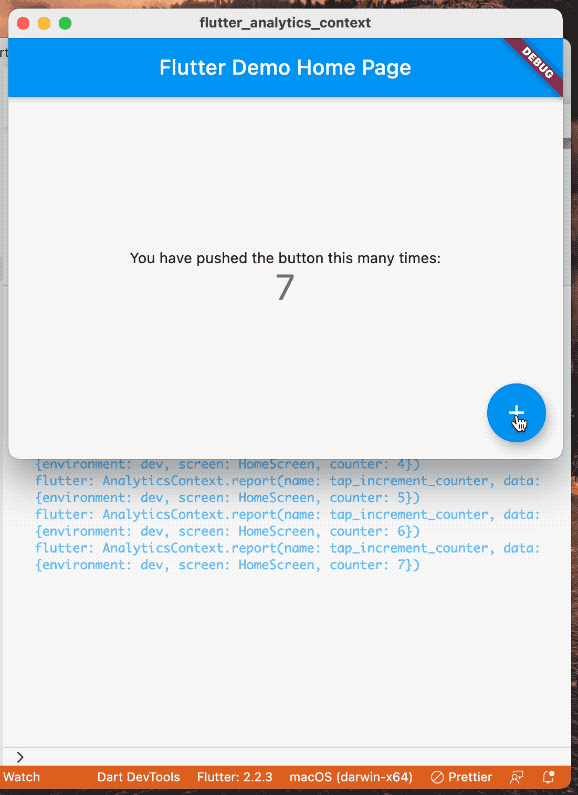 flutter_analytics_context
rt
Flutter Demo Home Page
DEBUG
You have pushed the button this many times:
7
+
{environment: dev, screen: HomeScreen, counter: 4})
flutter: AnalyticsContext.report(name: tap_increment_counter, data:
{environment: dev, screen: HomeScreen, counter: 5})
flutter: AnalyticsContext.report(name: tap_increment_counter, data:
{environment: dev, screen: HomeScreen, counter: 6})
flutter: AnalyticsContext.report(name: tap_increment_counter, data:
{environment: dev, screen: HomeScreen, counter: 7})
>
Watch Dart DevTools Flutter: 2.2.3 macOS (darwin-x64) Prettier